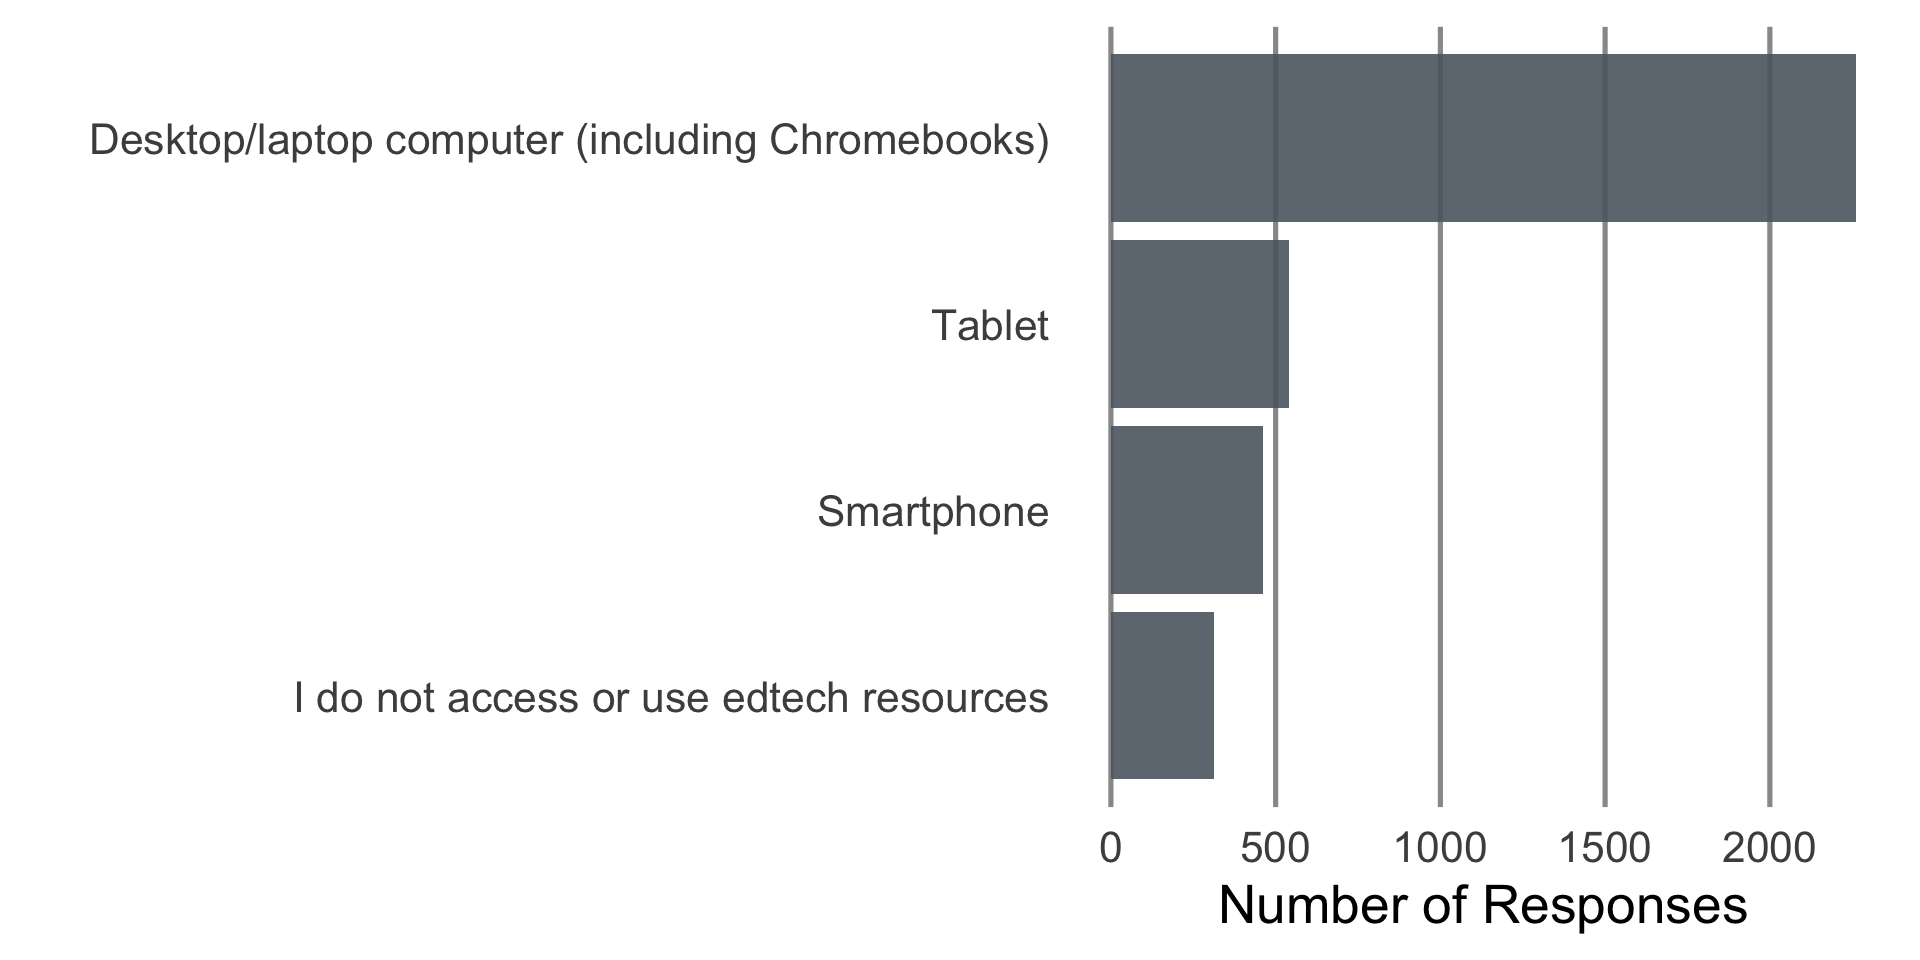 Desktop/laptop computer (including Chromebooks)
Tablet
Smartphone
I do not access or use edtech resources
0 500 1000 1500 2000
Number of Responses